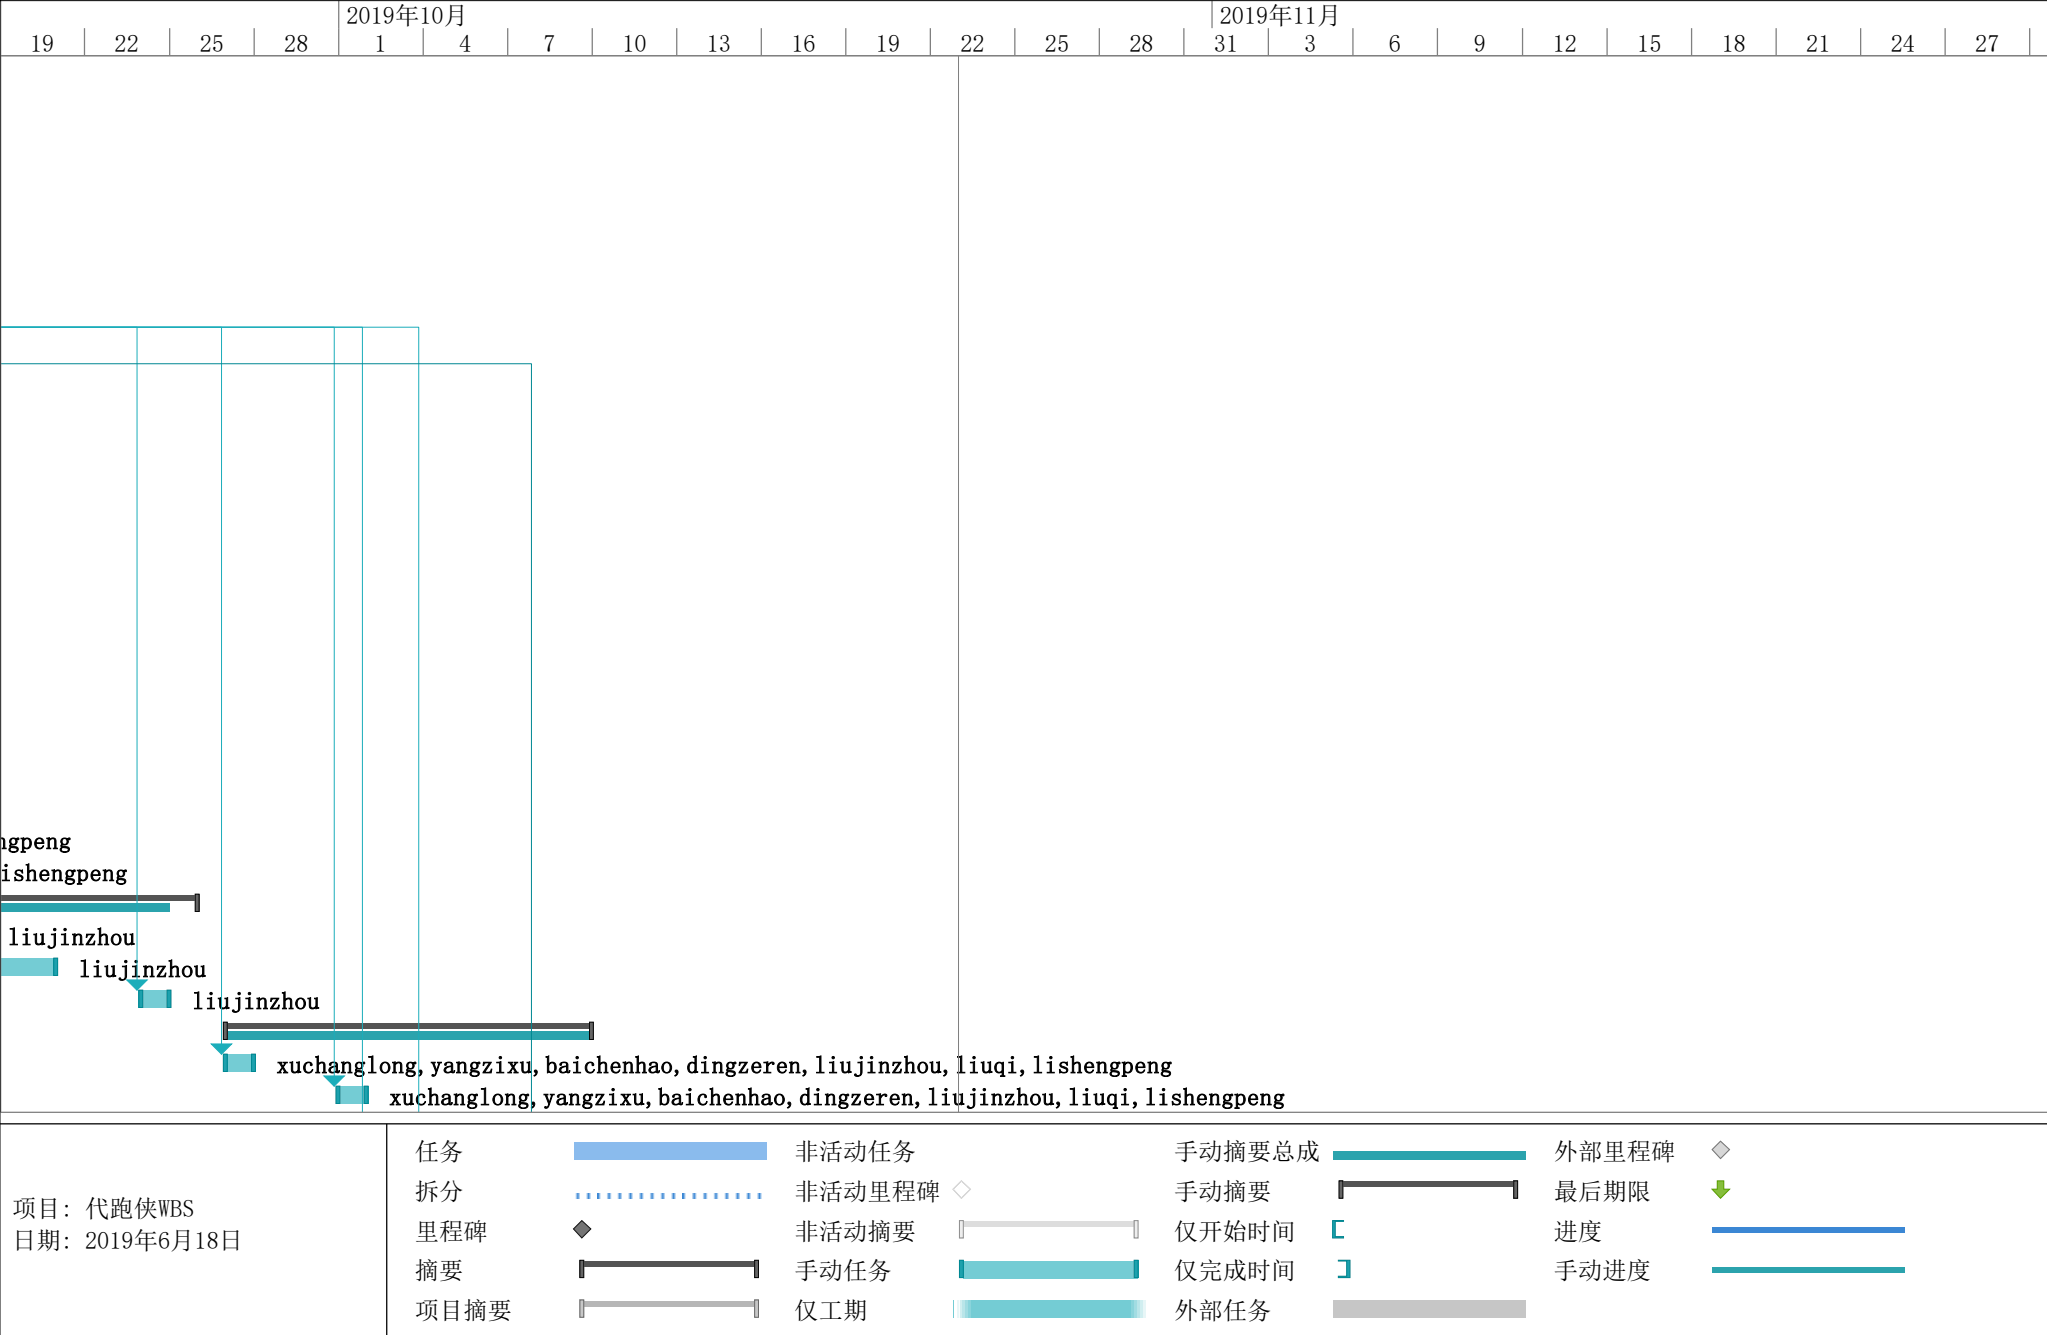 2019年10月 2019年11月
19 22 25 28 1 4 7 10 13 16 19 22 25 28 31 3 6 9 12 15 18 21 24 27
ngpeng
ishengpeng
liujinzhou
liujinzhou
liujinzhou
xuchanglong,yangzixu,baichenhao,dingzeren,liujinzhou,liuqi,lishengpeng
xuchanglong,yangzixu,baichenhao,dingzeren,liujinzhou,liuqi,lishengpeng
项目: 代跑侠WBS
日期: 2019年6月18日
任务
拆分
里程碑
摘要
项目摘要
非活动任务
非活动里程碑
非活动摘要
手动任务
仅工期
手动摘要总成
手动摘要
仅开始时间
仅完成时间
外部任务
外部里程碑
最后期限
进度
手动进度